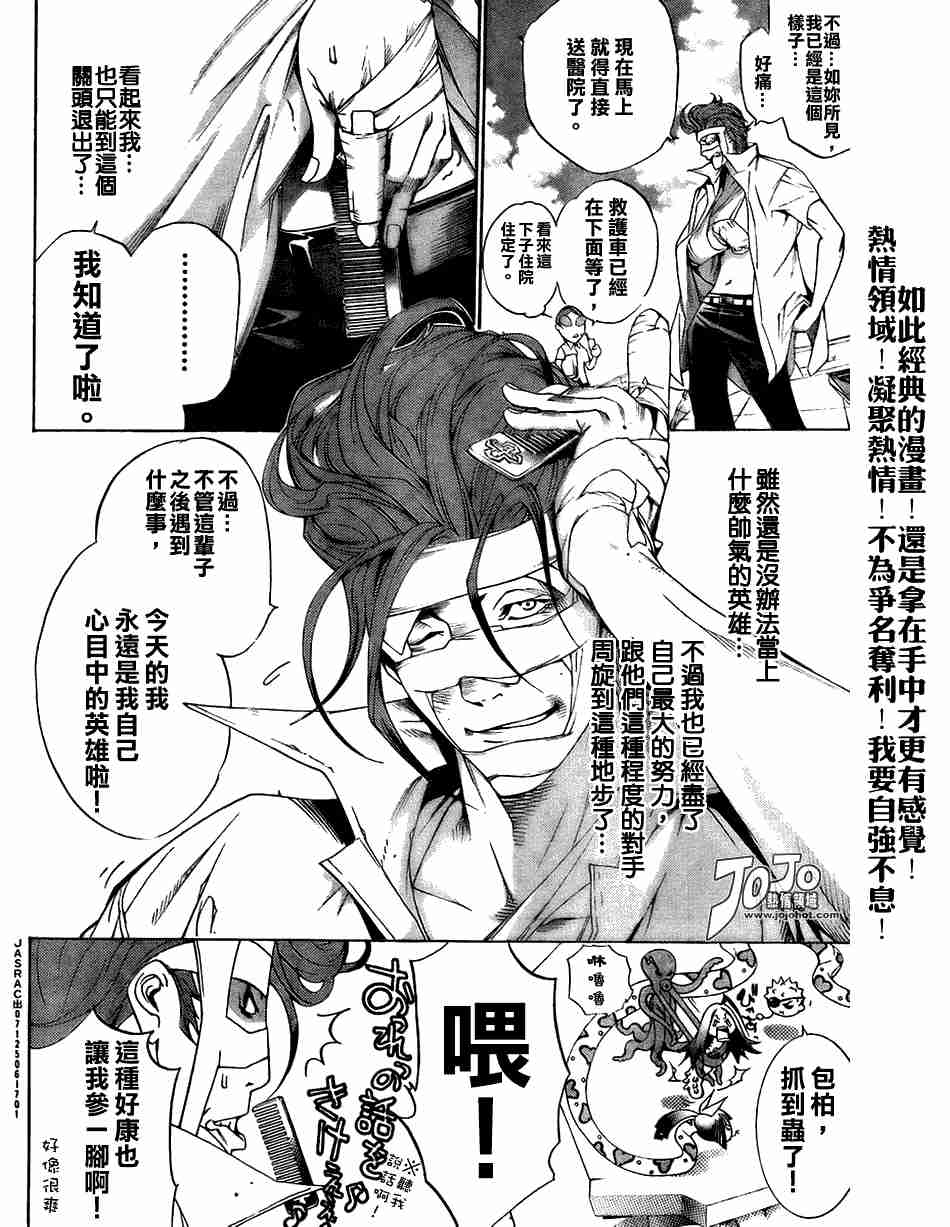 不過…如妳所見，
我已經是這個
樣子…
好痛…
現在馬上
就得直接
送醫院了。
救護車已經
在下面等了，
看來這
下子住院
住定了。
看起來我…
也只能到這個
關頭退出了…
…………
我知道了啦。
雖然還是沒辦法當上
什麼帥氣的英雄…
不過我也已經盡了
自己最大的努力，
跟他們這種程度的對手
周旋到這種地步了…
不過…
不管這輩子
之後遇到
什麼事，
今天的我
永遠是我自己
心目中的英雄啦！
JoJo
熱情領域
www.jojohot.com
包柏，
抓到蟲了！
咻嚕嚕
喂！
おれの話を
きけぇ
※聽我
說話啊！
這種好康也
讓我參一腳啊！
好像很爽
JASRAC出0712506-701
如此經典的漫畫！還是拿在手中才更有感覺！
熱情領域！凝聚熱情！不為爭名奪利！我要自強不息！